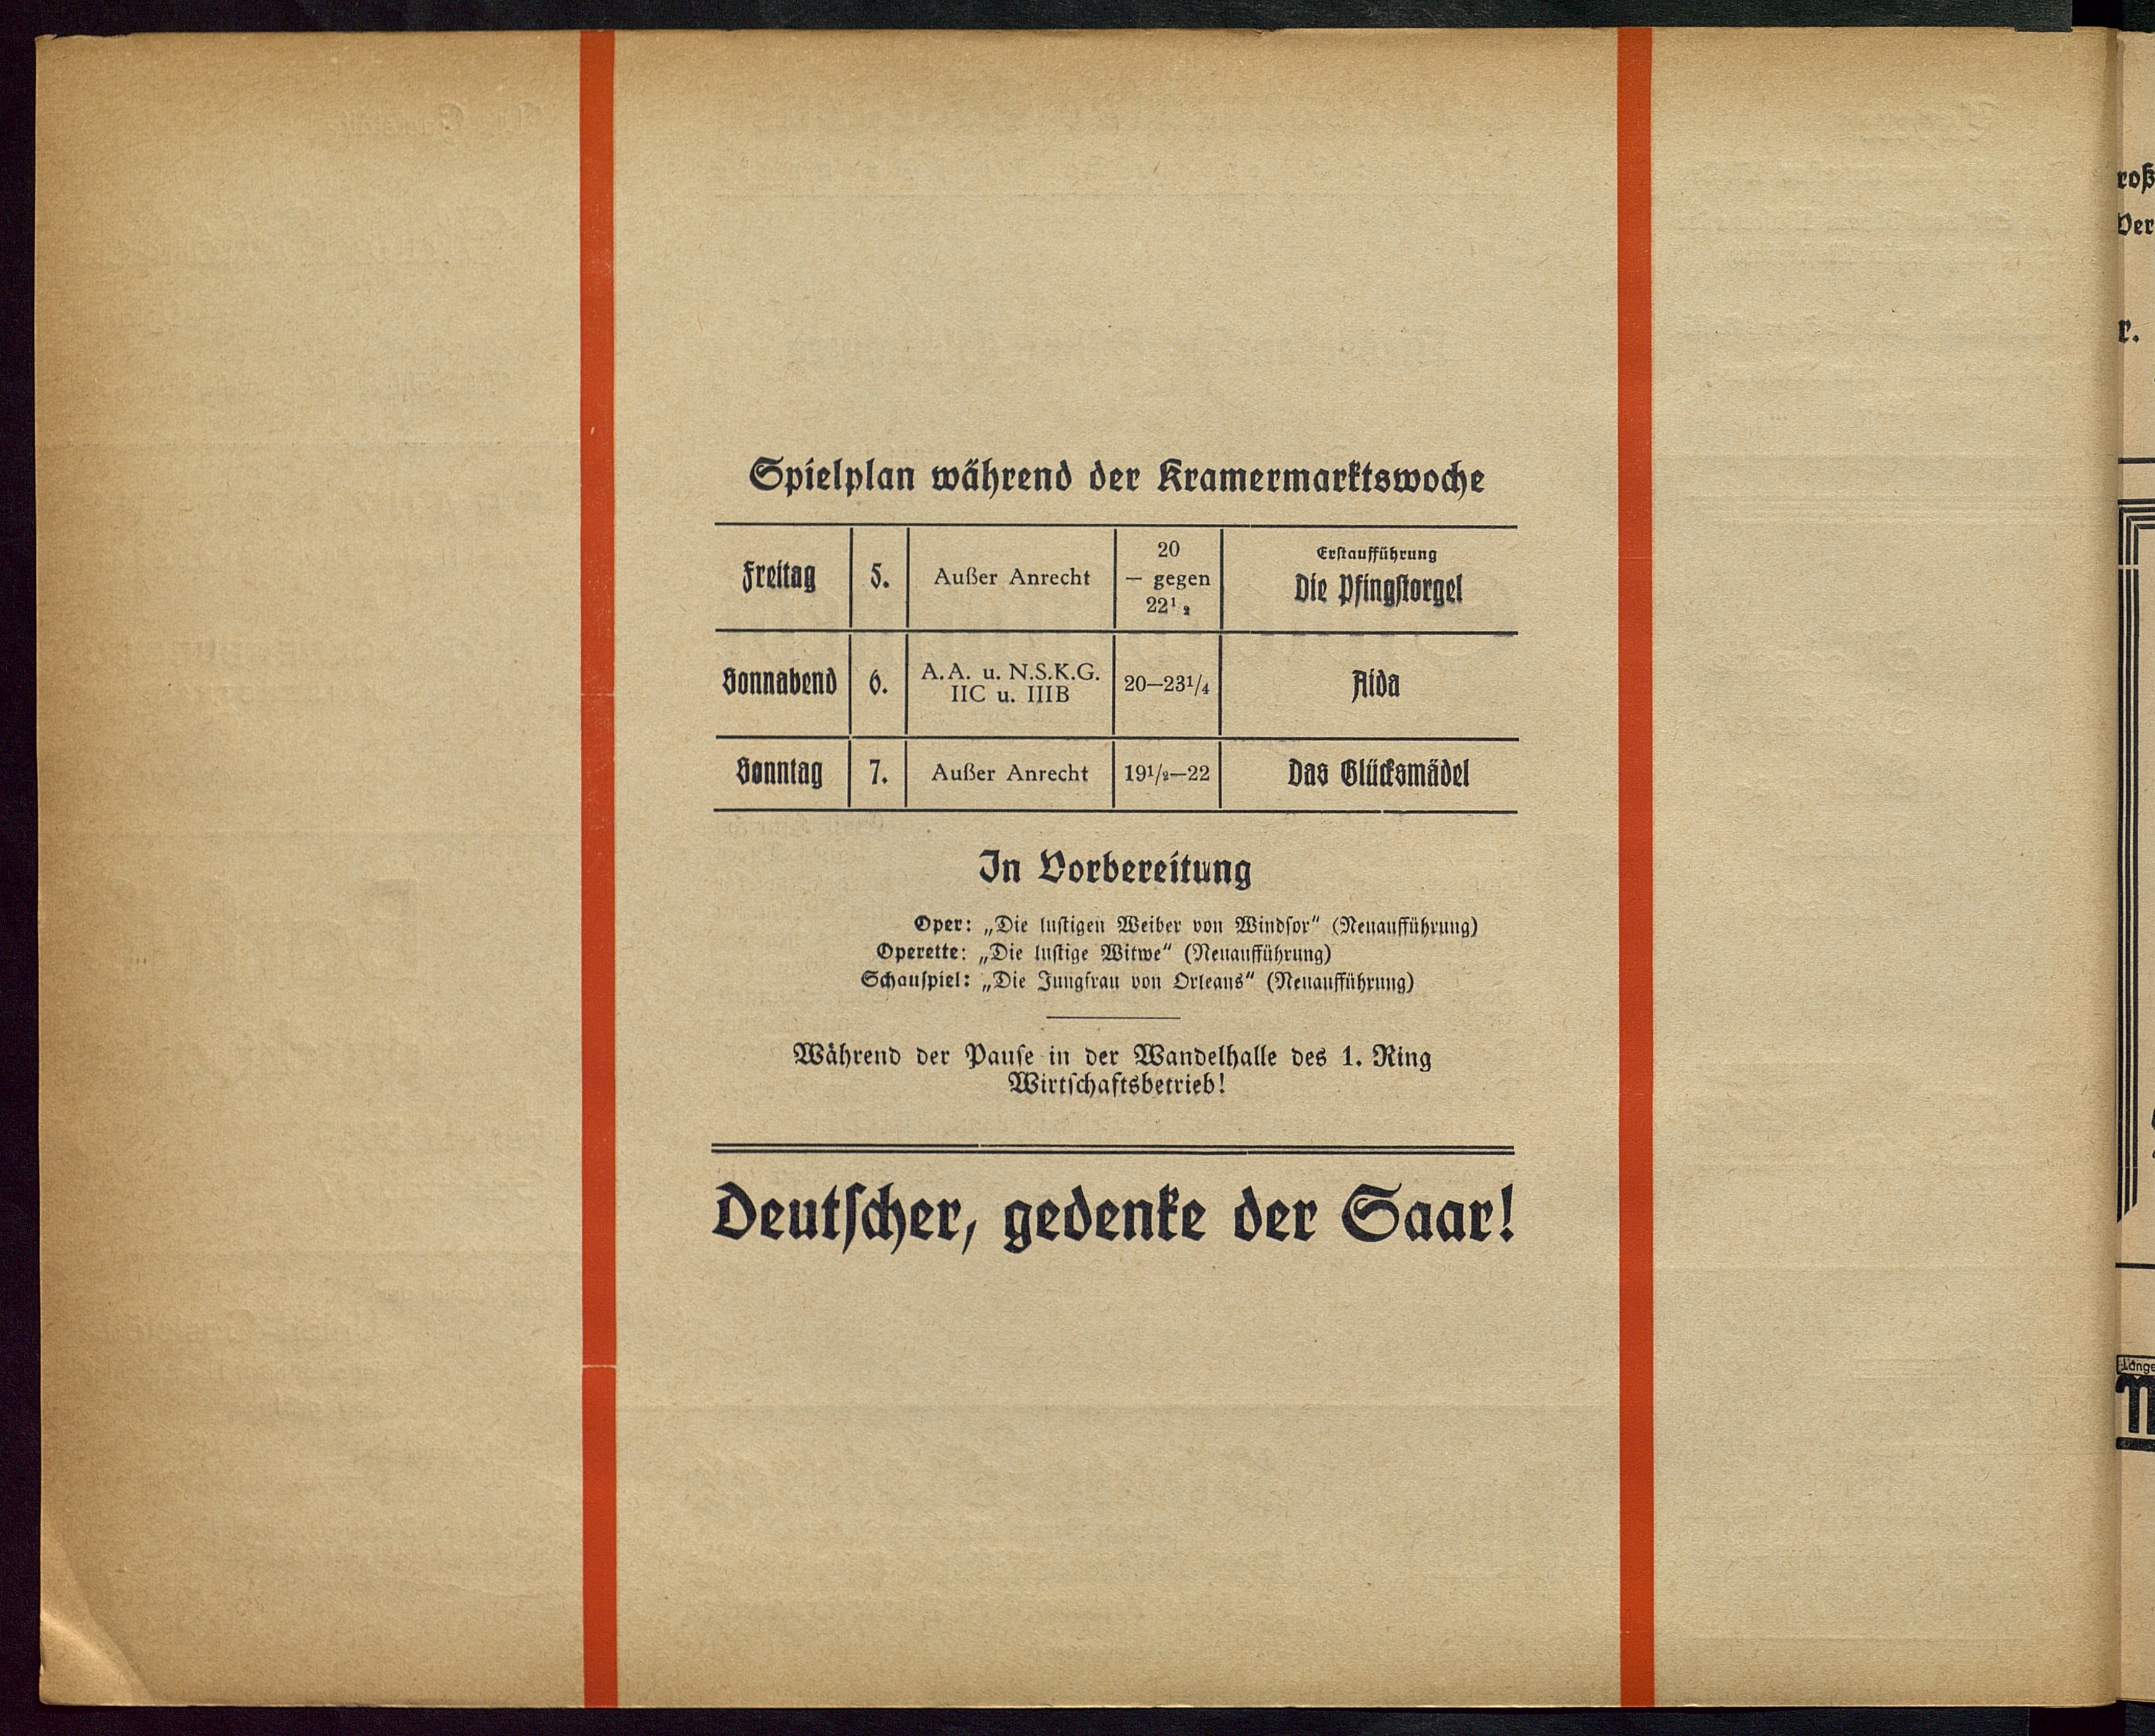 Spielplan während der Kramermarktswoche
Freitag 5. Außer Anrecht 20 — gegen 22½ Erstaufführung Die Pfingstorgel
Sonnabend 6. A.A. u. N.S.K.G. IIC u. IIIB 20—23¼ Aida
Sonntag 7. Außer Anrecht 19½—22 Das Glücksmädel
In Vorbereitung
Oper: „Die lustigen Weiber von Windsor“ (Neuaufführung)
Operette: „Die lustige Witwe“ (Neuaufführung)
Schauspiel: „Die Jungfrau von Orleans“ (Neuaufführung)
Während der Pause in der Wandelhalle des 1. Ring
Wirtschaftsbetrieb!
Deutscher, gedenke der Saar!